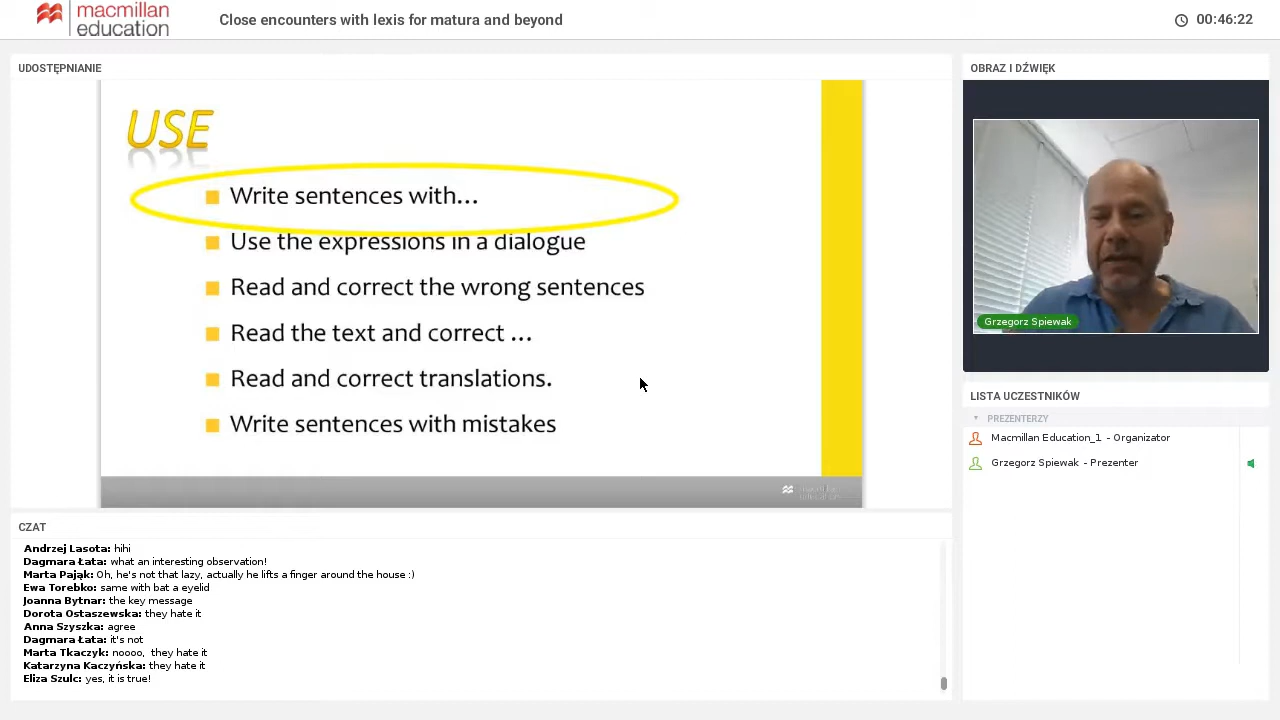 macmillan
education
Close encounters with lexis for matura and beyond
00:46:22
UDOSTĘPNIANIE
USE
Write sentences with...
Use the expressions in a dialogue
Read and correct the wrong sentences
Read the text and correct ...
Read and correct translations.
Write sentences with mistakes
OBRAZ I DŹWIĘK
Grzegorz Spiewak
LISTA UCZESTNIKÓW
PREZENTERZY
Macmillan Education_1 - Organizator
Grzegorz Spiewak - Prezenter
CZAT
Andrzej Lasota: hihi
Dagmara Łata: what an interesting observation!
Marta Pająk: Oh, he's not that lazy, actually he lifts a finger around the house :)
Ewa Torebko: same with bat a eyelid
Joanna Bytnar: the key message
Dorota Ostaszewska: they hate it
Anna Szyszka: agree
Dagmara Łata: it's not
Marta Tkaczyk: noooo, they hate it
Katarzyna Kaczyńska: they hate it
Eliza Szulc: yes, it is true!